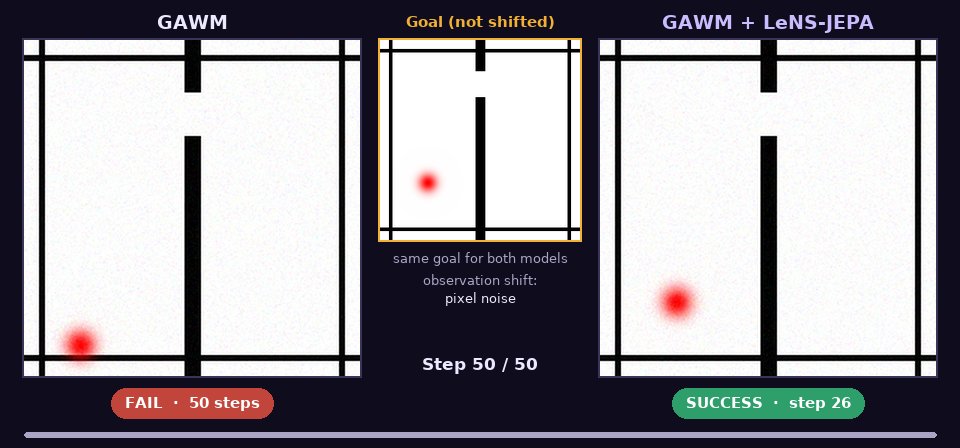 GAWM
Goal (not shifted)
GAWM + LeNS-JEPA
same goal for both models
observation shift:
pixel noise
Step 50 / 50
FAIL · 50 steps
SUCCESS · step 26